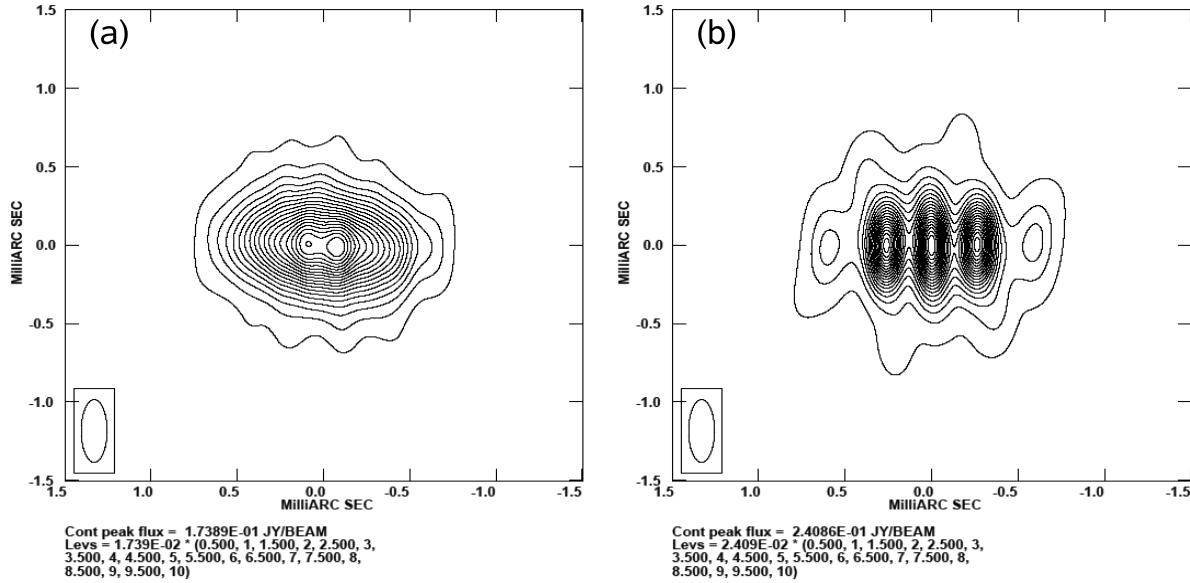 (a)
1.5
1.0
0.5
0.0
-0.5
-1.0
-1.5
MilliARC SEC
1.5 1.0 0.5 0.0 -0.5 -1.0 -1.5
MilliARC SEC
Cont peak flux = 1.7389E-01 JY/BEAM
Levs = 1.739E-02 * (0.500, 1, 1.500, 2, 2.500, 3,
3.500, 4, 4.500, 5, 5.500, 6, 6.500, 7, 7.500, 8,
8.500, 9, 9.500, 10)
(b)
1.5
1.0
0.5
0.0
-0.5
-1.0
-1.5
MilliARC SEC
1.5 1.0 0.5 0.0 -0.5 -1.0 -1.5
MilliARC SEC
Cont peak flux = 2.4086E-01 JY/BEAM
Levs = 2.409E-02 * (0.500, 1, 1.500, 2, 2.500, 3,
3.500, 4, 4.500, 5, 5.500, 6, 6.500, 7, 7.500, 8,
8.500, 9, 9.500, 10)